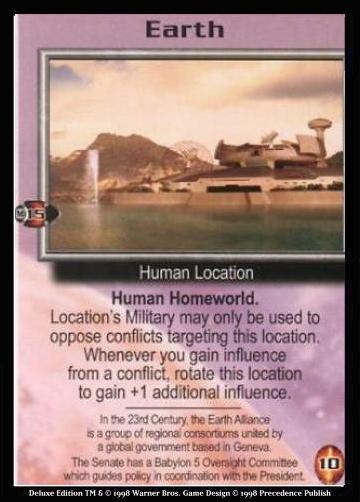 Earth
M 15
Human Location
Human Homeworld.
Location's Military may only be used to
oppose conflicts targeting this location.
Whenever you gain influence
from a conflict, rotate this location
to gain +1 additional influence.
In the 23rd Century, the Earth Alliance
is a group of regional consortiums united by
a global government based in Geneva.
The Senate has a Babylon 5 Oversight Committee
which guides policy in coordination with the President.
10
Deluxe Edition TM & © 1998 Warner Bros. Game Design © 1998 Precedence Publish